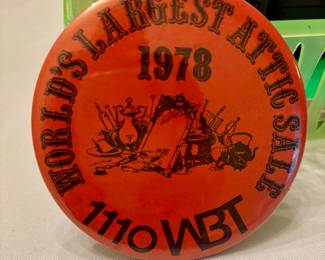 WORLD'S LARGEST ATTIC SALE
1978
1110 WBT